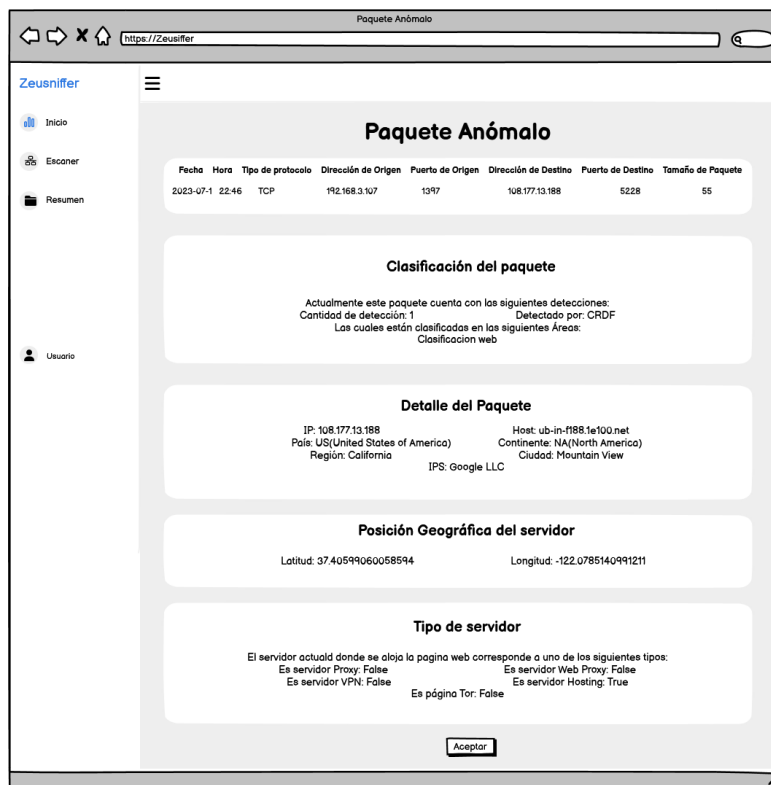 Paquete Anómalo
https://Zeusiffer
Zeusniffer
Inicio
Escaner
Resumen
Usuario
Paquete Anómalo
Fecha Hora Tipo de protocolo Dirección de Origen Puerto de Origen Dirección de Destino Puerto de Destino Tamaño de Paquete
2023-07-1 22:46 TCP 192.168.3.107 1397 108.177.13.188 5228 55
Clasificación del paquete
Actualmente este paquete cuenta con las siguientes detecciones:
Cantidad de detección: 1 Detectado por: CRDF
Las cuales están clasificadas en las siguientes Áreas:
Clasificacion web
Detalle del Paquete
IP: 108.177.13.188 Host: ub-in-f188.1e100.net
País: US(United States of America) Continente: NA(North America)
Región: California Ciudad: Mountain View
IPS: Google LLC
Posición Geográfica del servidor
Latitud: 37.40599060058594 Longitud: -122.0785140991211
Tipo de servidor
El servidor actuald donde se aloja la pagina web corresponde a uno de los siguientes tipos:
Es servidor Proxy: False Es servidor Web Proxy: False
Es servidor VPN: False Es servidor Hosting: True
Es página Tor: False
Aceptar